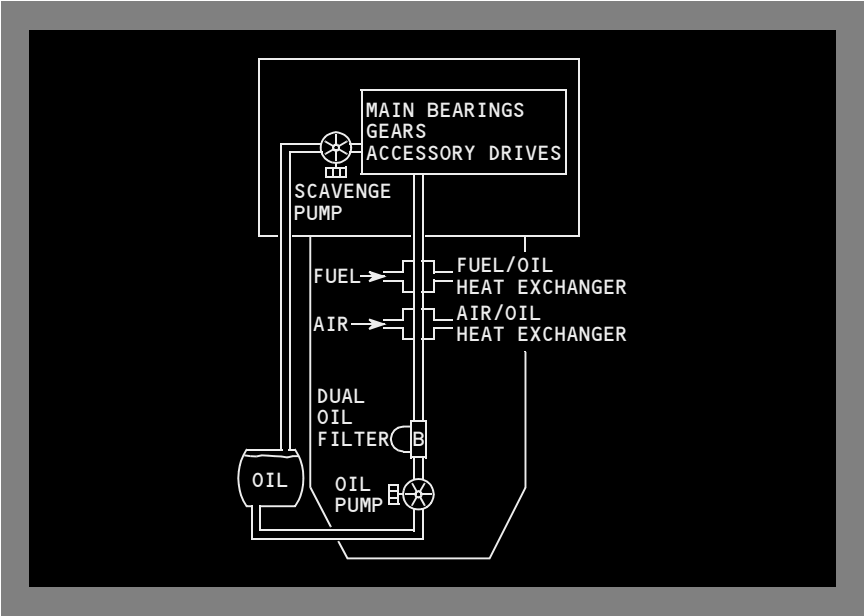 MAIN BEARINGS
GEARS
ACCESSORY DRIVES
SCAVENGE
PUMP
FUEL
FUEL/OIL
HEAT EXCHANGER
AIR
AIR/OIL
HEAT EXCHANGER
DUAL
OIL
FILTER
B
OIL
OIL
PUMP